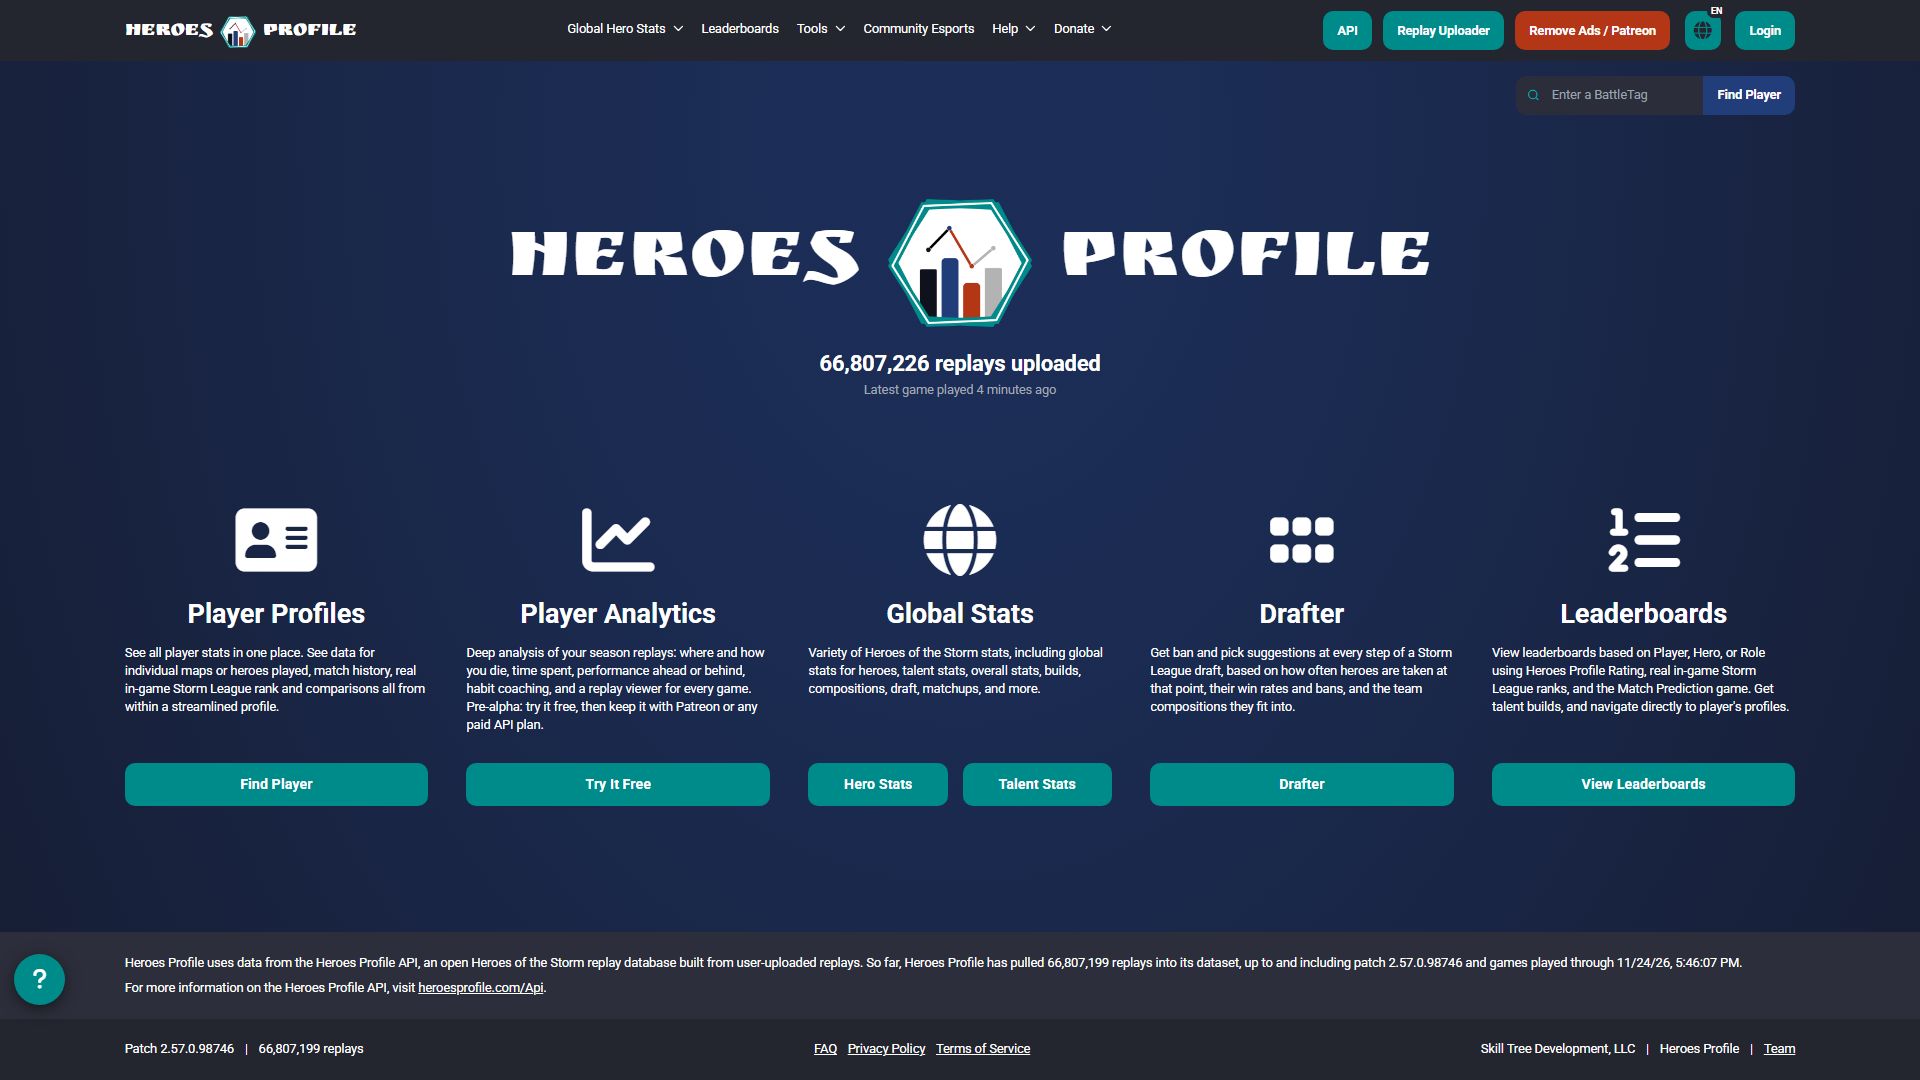 HEROES PROFILE
Global Hero Stats
Leaderboards
Tools
Community Esports
Help
Donate
API
Replay Uploader
Remove Ads / Patreon
EN
Login
Enter a BattleTag
Find Player
HEROES PROFILE
66,807,226 replays uploaded
Latest game played 4 minutes ago
Player Profiles
See all player stats in one place. See data for
individual maps or heroes played, match history, real
in-game Storm League rank and comparisons all from
within a streamlined profile.
Find Player
Player Analytics
Deep analysis of your season replays: where and how
you die, time spent, performance ahead or behind,
habit coaching, and a replay viewer for every game.
Pre-alpha: try it free, then keep it with Patreon or any
paid API plan.
Try It Free
Global Stats
Variety of Heroes of the Storm stats, including global
stats for heroes, talent stats, overall stats, builds,
compositions, draft, matchups, and more.
Hero Stats
Talent Stats
Drafter
Get ban and pick suggestions at every step of a Storm
League draft, based on how often heroes are taken at
that point, their win rates and bans, and the team
compositions they fit into.
Drafter
1
2
Leaderboards
View leaderboards based on Player, Hero, or Role
using Heroes Profile Rating, real in-game Storm
League ranks, and the Match Prediction game. Get
talent builds, and navigate directly to player's profiles.
View Leaderboards
?
Heroes Profile uses data from the Heroes Profile API, an open Heroes of the Storm replay database built from user-uploaded replays. So far, Heroes Profile has pulled 66,807,199 replays into its dataset, up to and including patch 2.57.0.98746 and games played through 11/24/26, 5:46:07 PM.
For more information on the Heroes Profile API, visit heroesprofile.com/Api.
Patch 2.57.0.98746 | 66,807,199 replays
FAQ Privacy Policy Terms of Service
Skill Tree Development, LLC | Heroes Profile | Team